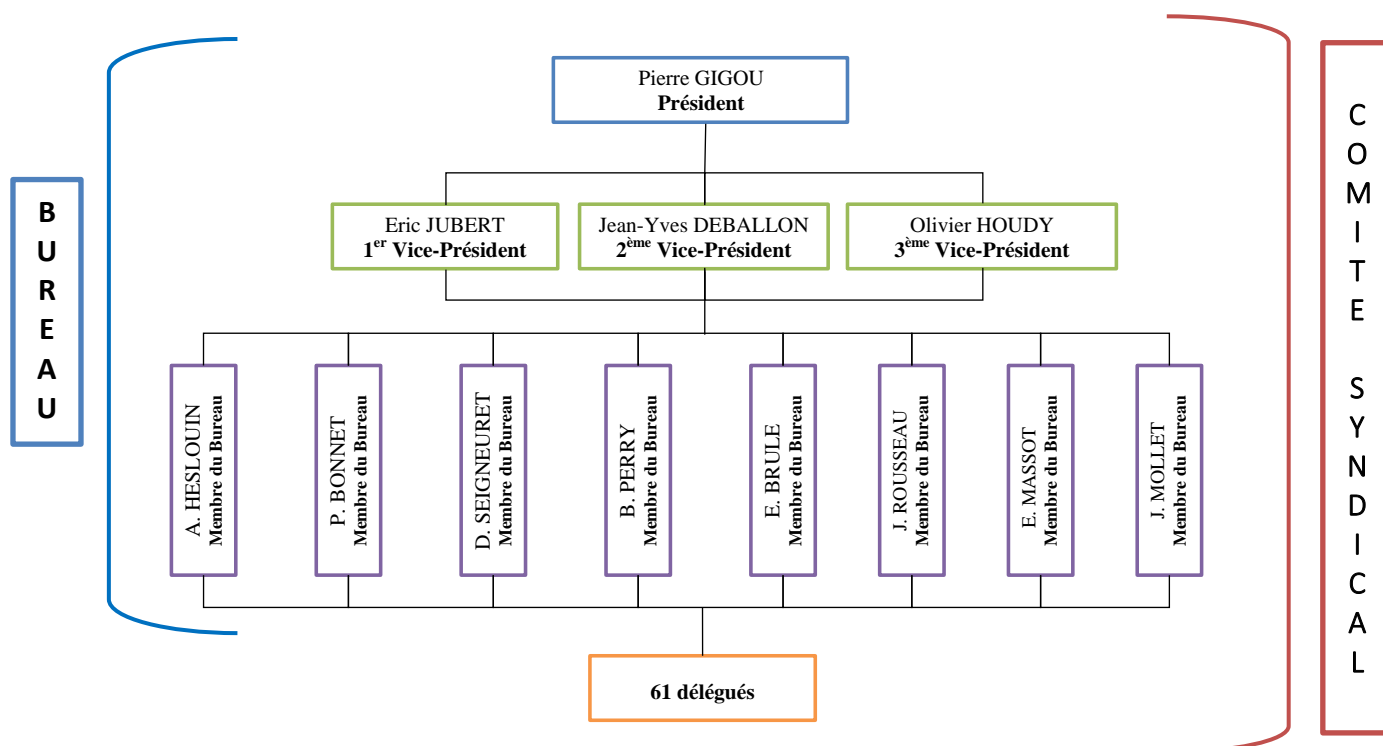 Pierre GIGOU
Président
BUREAU
COMITE SYNDICAL
Eric JUBERT
1er Vice-Président
Jean-Yves DEBALLON
2ème Vice-Président
Olivier HOUDY
3ème Vice-Président
A. HESLOUIN
Membre du Bureau
P. BONNET
Membre du Bureau
D. SEIGNEURET
Membre du Bureau
B. PERRY
Membre du Bureau
E. BRULE
Membre du Bureau
J. ROUSSEAU
Membre du Bureau
E. MASSOT
Membre du Bureau
J. MOLLET
Membre du Bureau
61 délégués